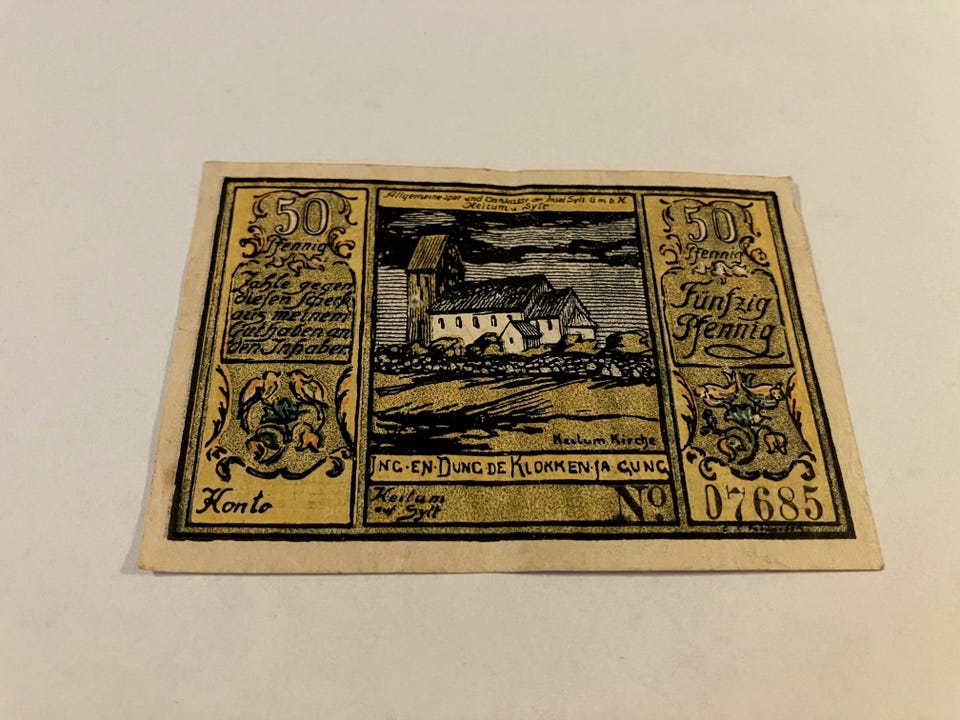 Allgemeine Spar und Bankkasse der Insel Sylt G.m.b.H.
Keitum a. Sylt
50
Pfennig
Zahle gegen
diesen Scheck
aus meinem
Guthaben an
den Inhaber
50
Pfennig
Fünfzig
Pfennig
Keitum Kirche
ING·EN·DUNG·DE KLOKKEN·JA GUNG
Konto
Keitum
auf Sylt
No. 07685